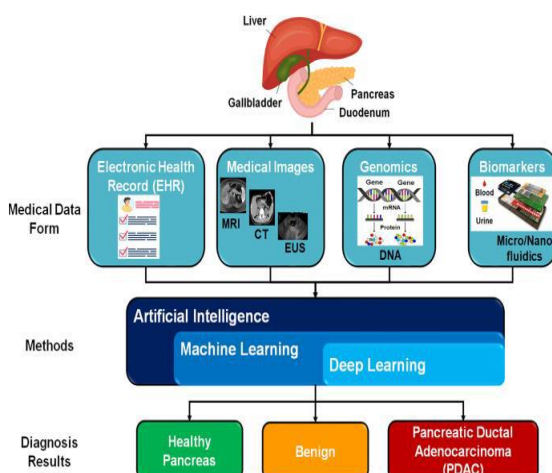 Liver
Gallbladder
Pancreas
Duodenum
Medical Data
Form
Electronic Health
Record (EHR)
Medical Images
MRI
CT
EUS
Genomics
Gene
Gene
mRNA
Protein
DNA
Biomarkers
Blood
Urine
Micro/Nano
fluidics
Methods
Artificial Intelligence
Machine Learning
Deep Learning
Diagnosis
Results
Healthy
Pancreas
Benign
Pancreatic Ductal
Adenocarcinoma
(PDAC)